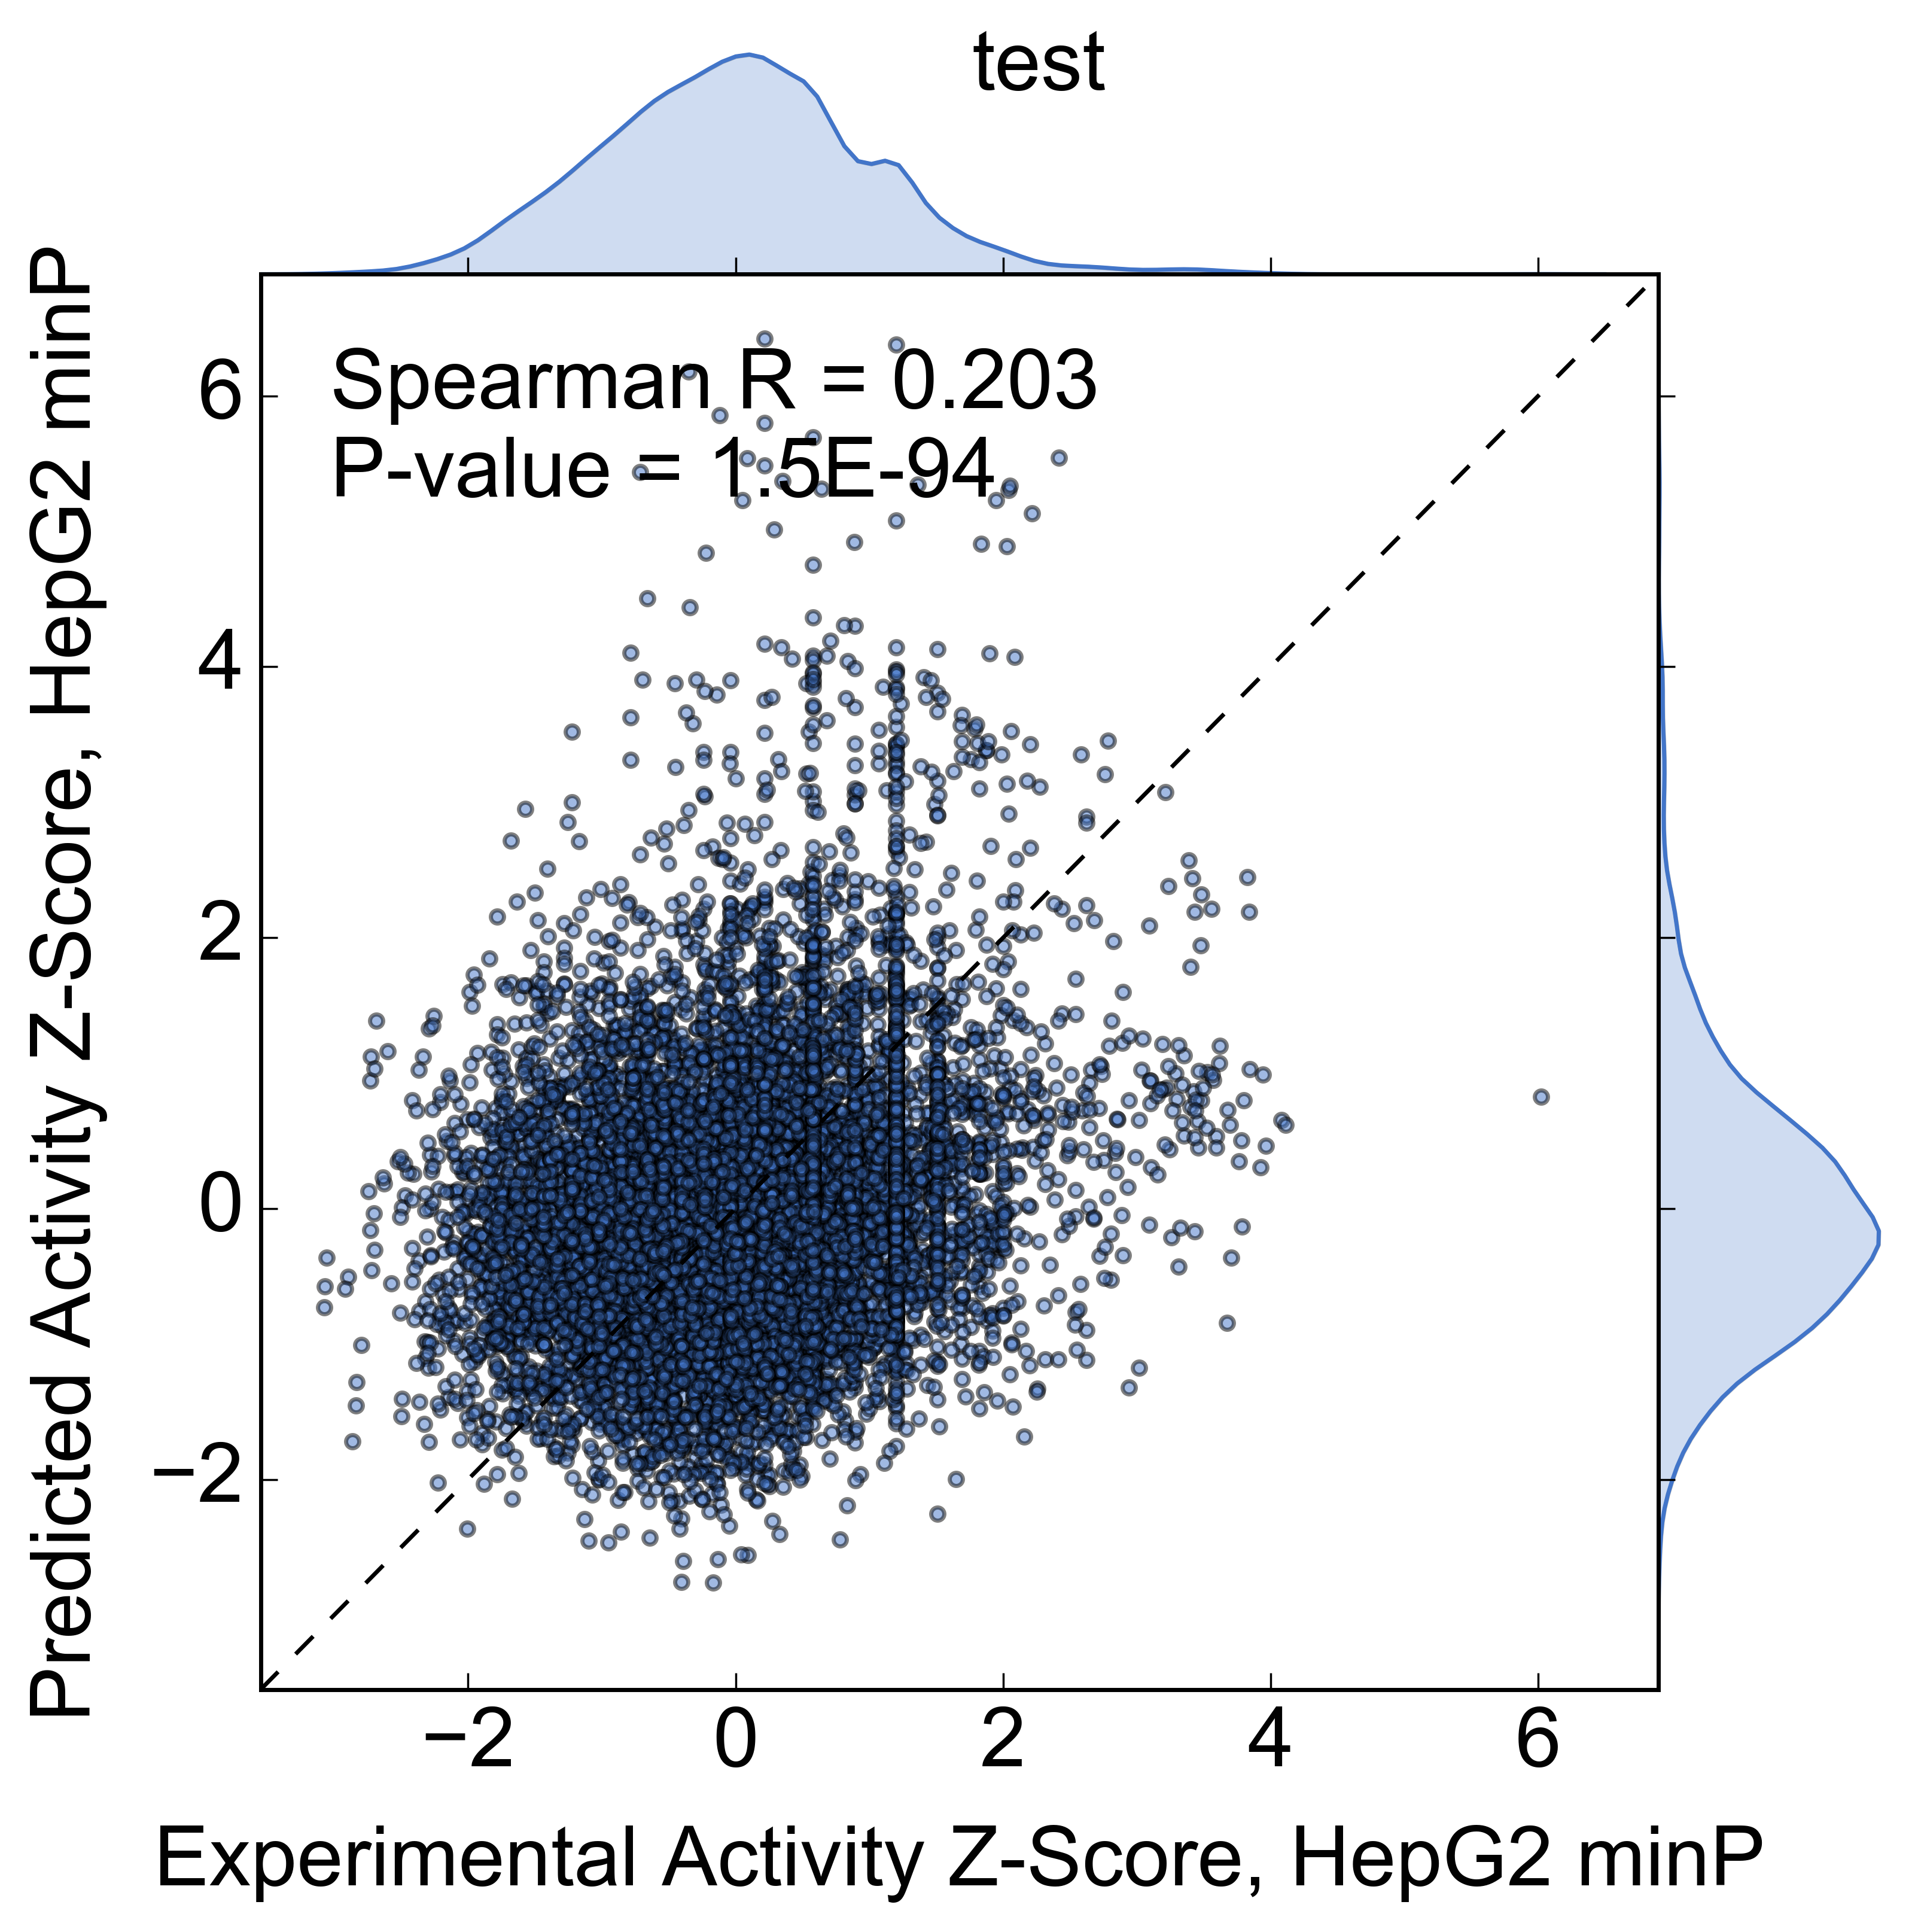 test
Spearman R = 0.203
P-value = 1.5E-94
Predicted Activity Z-Score, HepG2 minP
6
4
2
0
−2
−2 0 2 4 6
Experimental Activity Z-Score, HepG2 minP